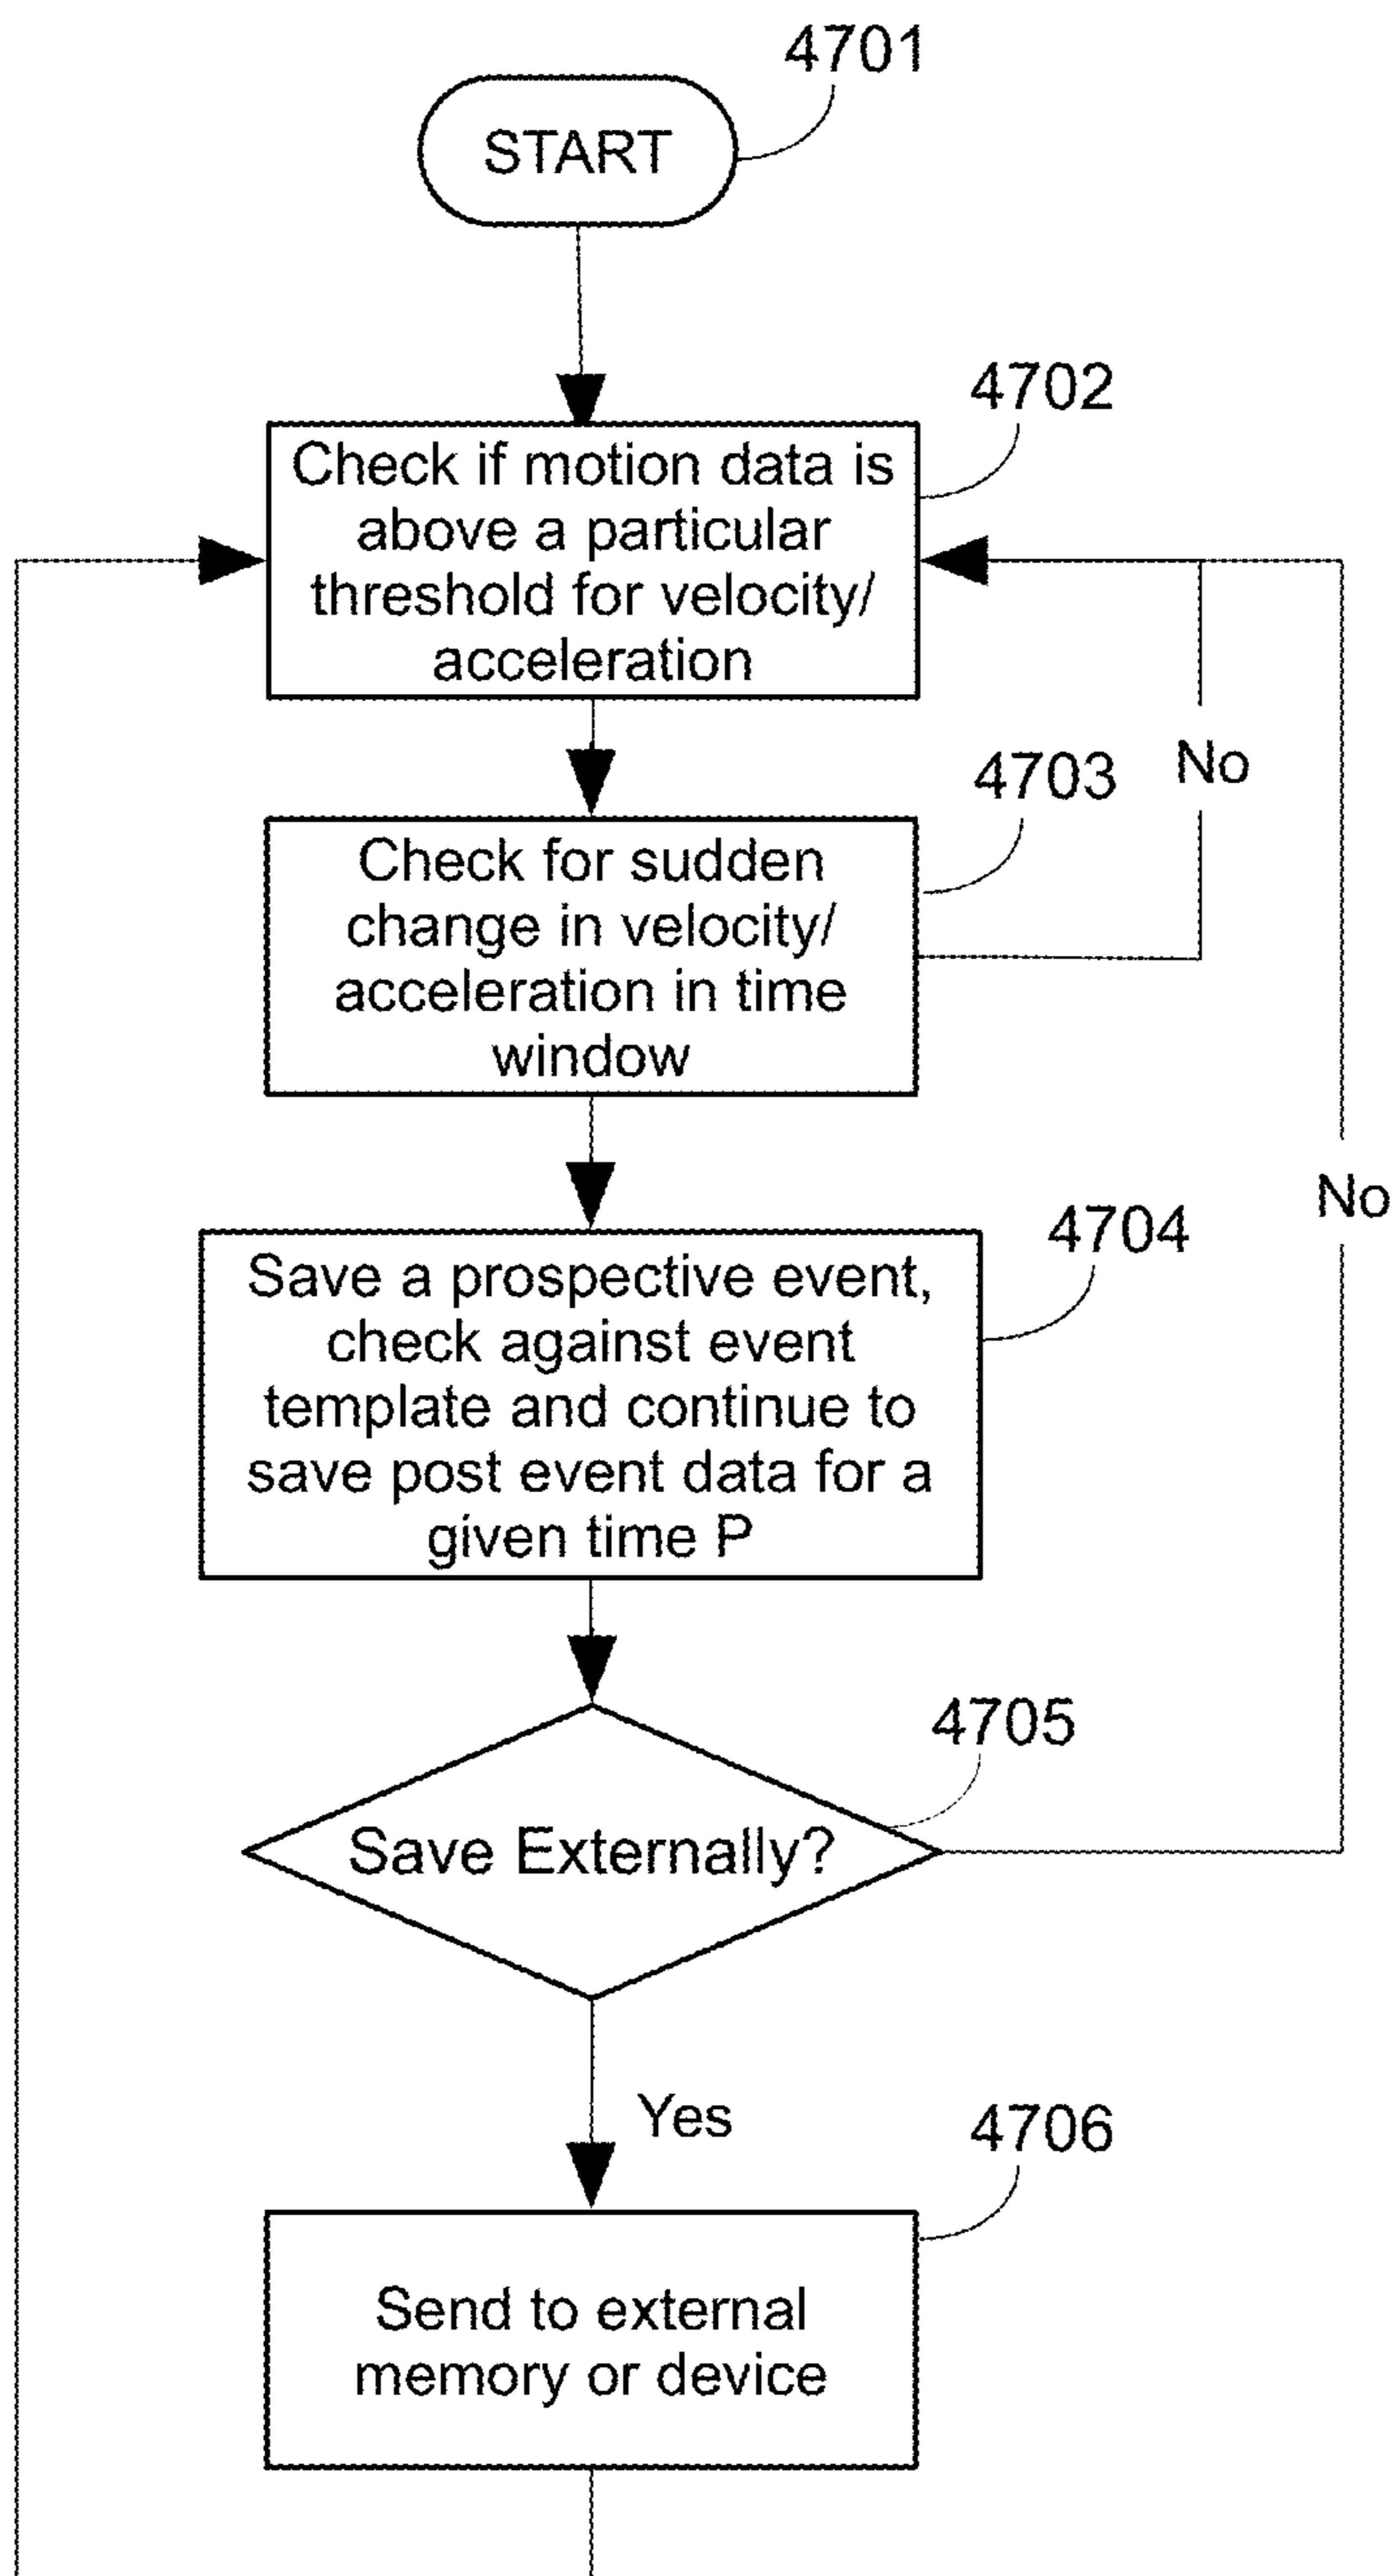 4701
START
4702
Check if motion data is
above a particular
threshold for velocity/
acceleration
No
4703
Check for sudden
change in velocity/
acceleration in time
window
No
4704
Save a prospective event,
check against event
template and continue to
save post event data for a
given time P
4705
Save Externally?
Yes
4706
Send to external
memory or device